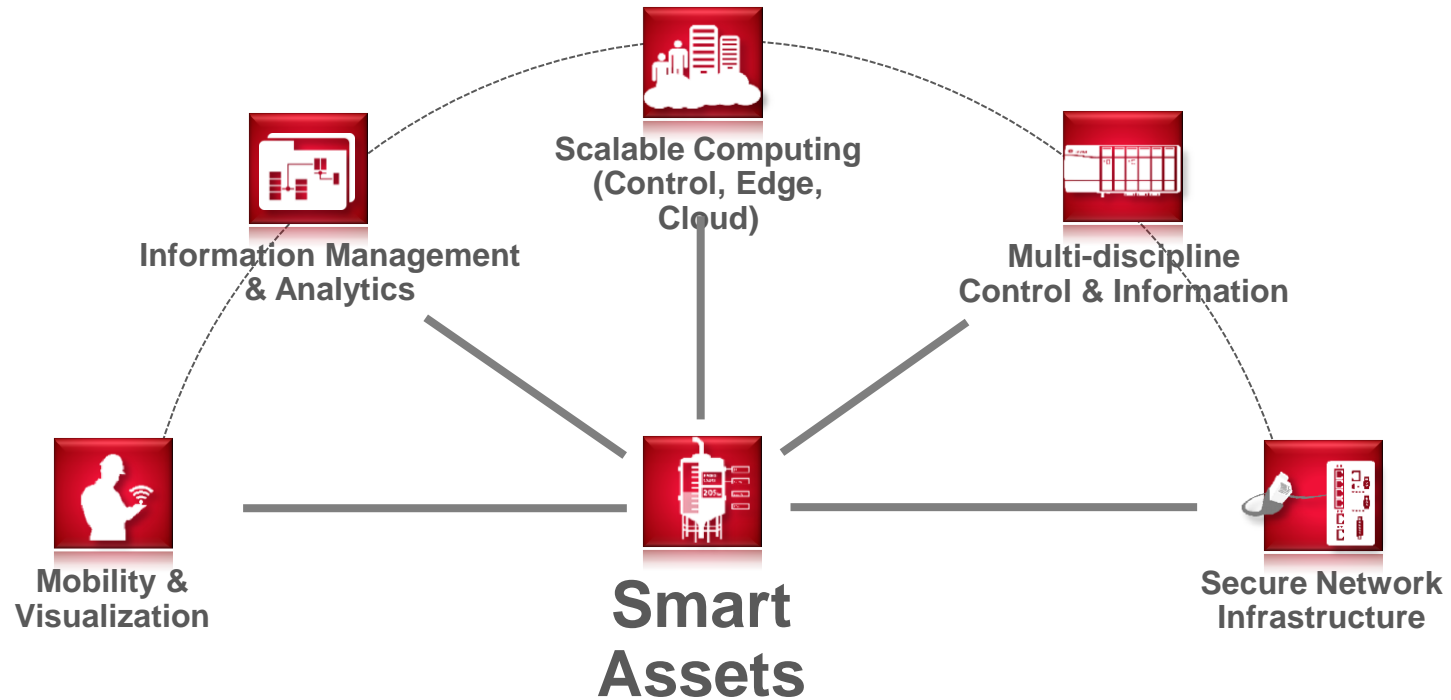 Scalable Computing
(Control, Edge,
Cloud)
Information Management
& Analytics
Multi-discipline
Control & Information
Mobility &
Visualization
205
Smart
Assets
Secure Network
Infrastructure